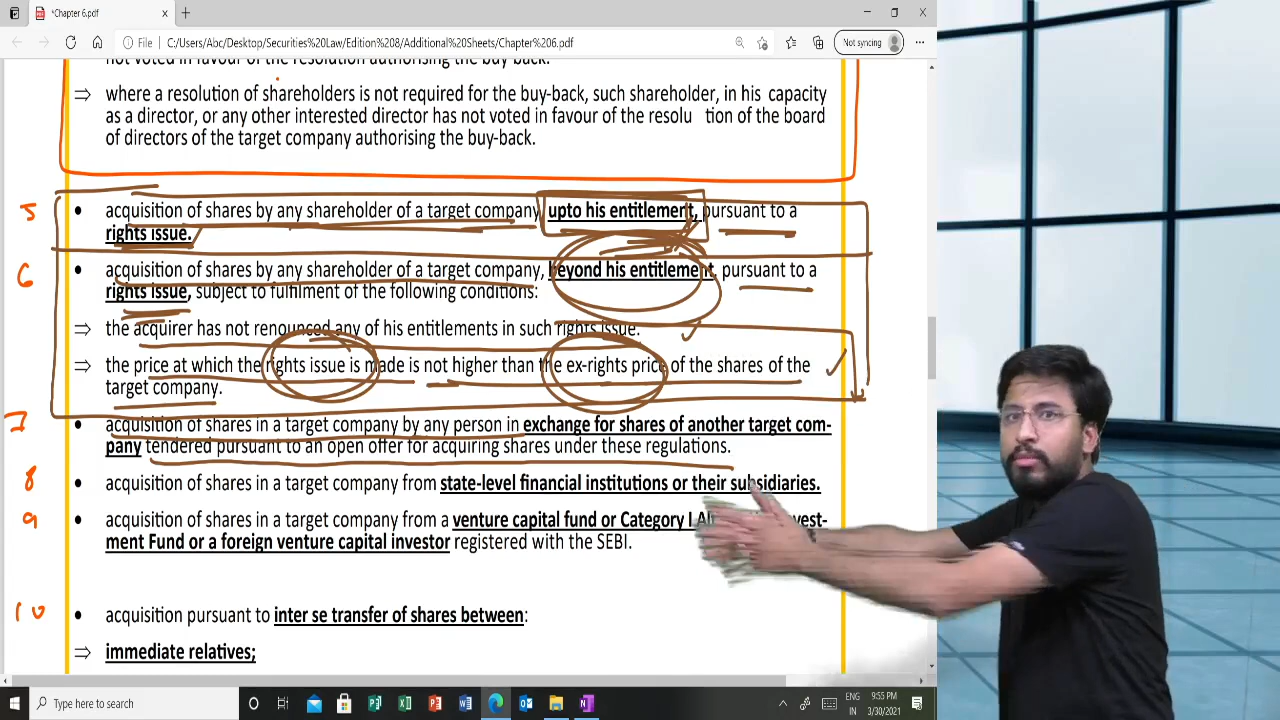 *Chapter 6.pdf
File
C:/Users/Abc/Desktop/Securities%20Law/Edition%208/Additional%20Sheets/Chapter%206.pdf
Not syncing
not voted in favour of the resolution authorising the buy-back.
⇒ where a resolution of shareholders is not required for the buy-back, such shareholder, in his capacity
as a director, or any other interested director has not voted in favour of the resolu tion of the board
of directors of the target company authorising the buy-back.
5 • acquisition of shares by any shareholder of a target company upto his entitlement, pursuant to a
rights issue.
6 • acquisition of shares by any shareholder of a target company, beyond his entitlement, pursuant to a
rights issue, subject to fulfilment of the following conditions:
⇒ the acquirer has not renounced any of his entitlements in such rights issue.
⇒ the price at which the rights issue is made is not higher than the ex-rights price of the shares of the
target company.
7 • acquisition of shares in a target company by any person in exchange for shares of another target com-
pany tendered pursuant to an open offer for acquiring shares under these regulations.
8 • acquisition of shares in a target company from state-level financial institutions or their subsidiaries.
9 • acquisition of shares in a target company from a venture capital fund or Category I vest-
ment Fund or a foreign venture capital investor registered with the SEBI.
10 • acquisition pursuant to inter se transfer of shares between:
⇒ immediate relatives;
Type here to search
ENG
IN
9:55 PM
3/30/2021